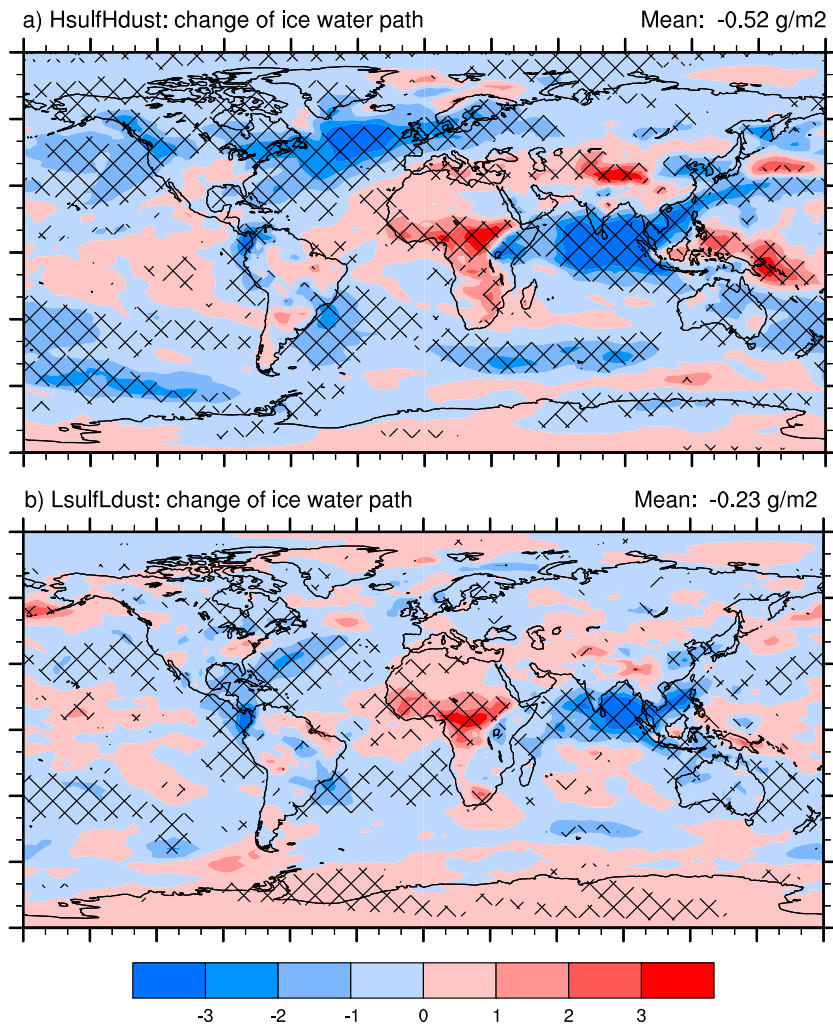 a) HsulfHdust: change of ice water path Mean: -0.52 g/m2
b) LsulfLdust: change of ice water path Mean: -0.23 g/m2
-3 -2 -1 0 1 2 3